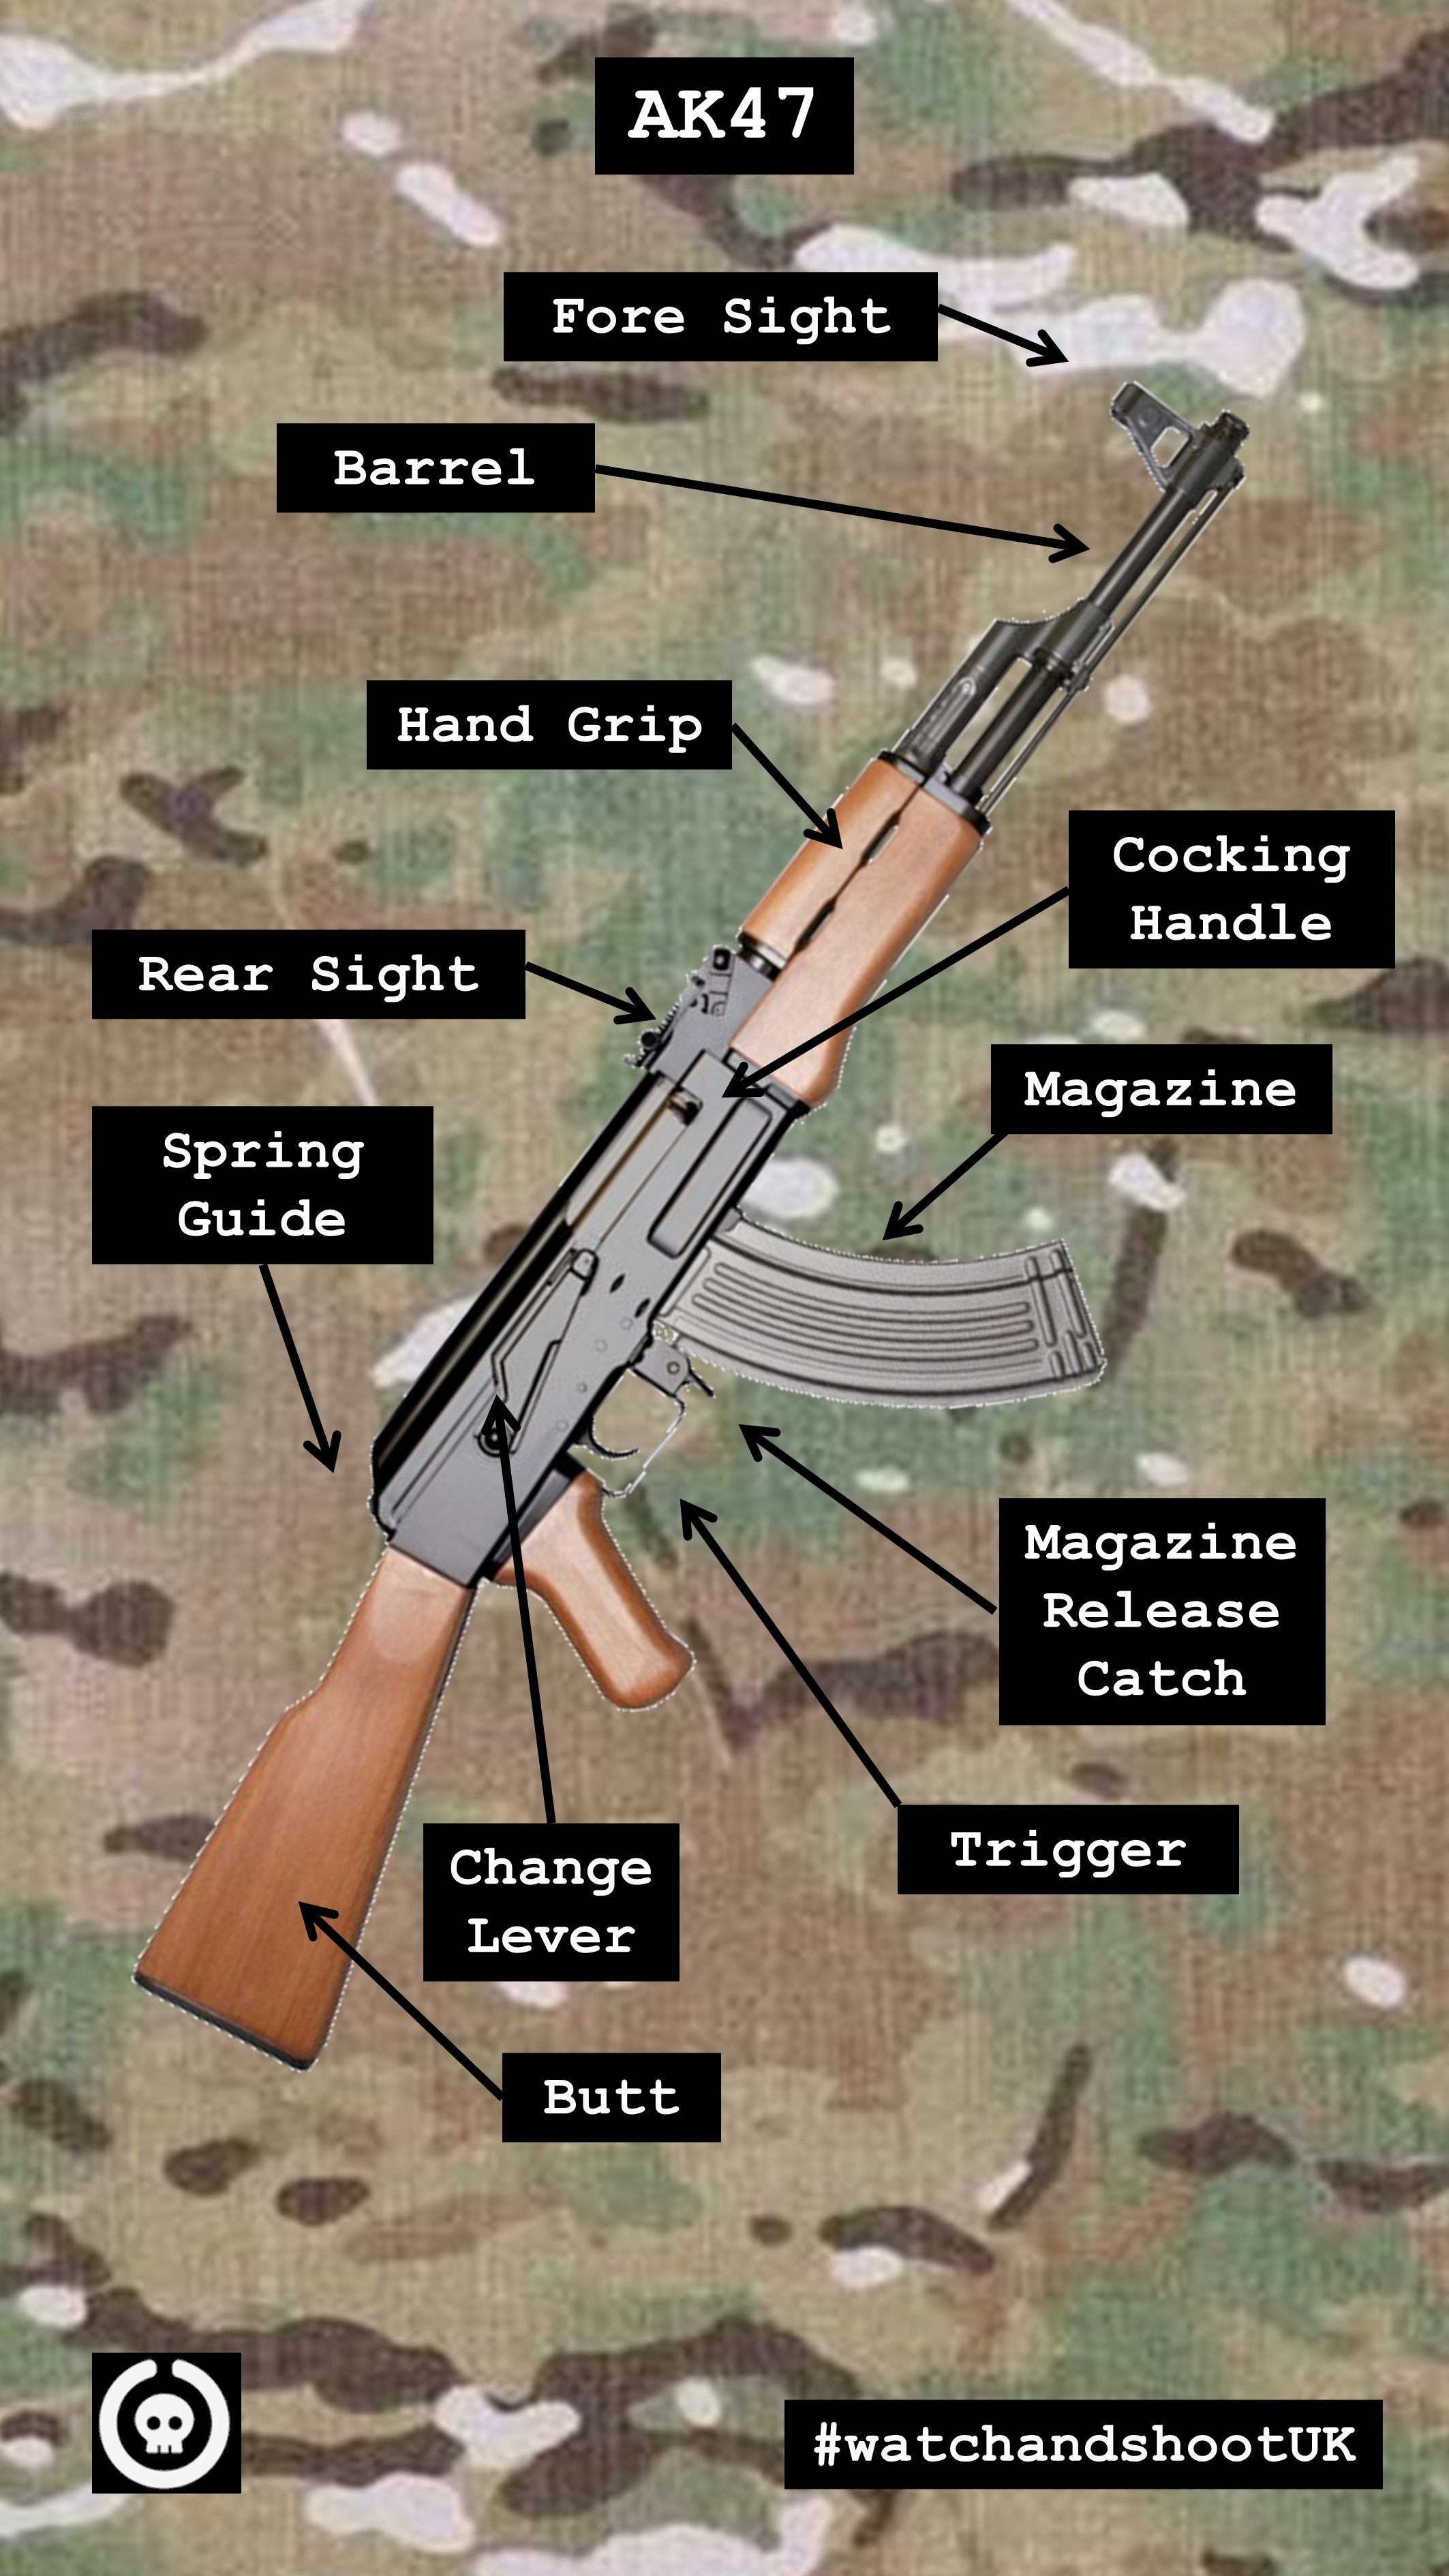 AK47
Fore Sight
Barrel
Hand Grip
Cocking
Handle
Rear Sight
Magazine
Spring
Guide
Magazine
Release
Catch
Trigger
Change
Lever
Butt
#watchandshootUK